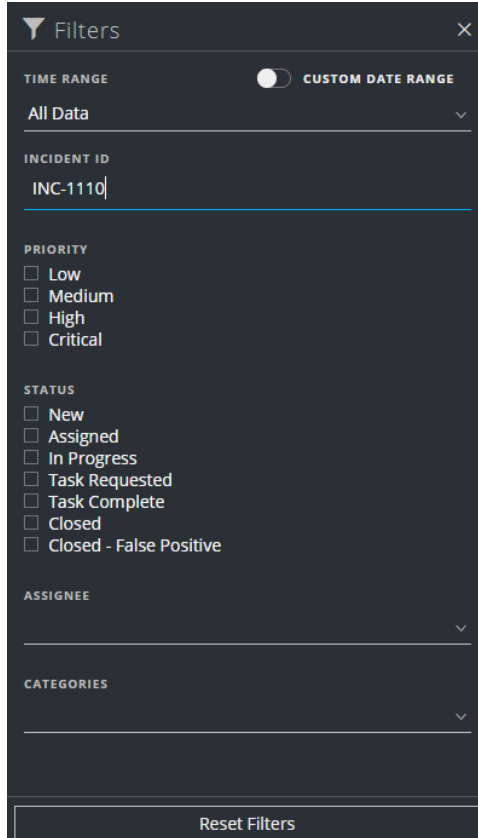 Filters
TIME RANGE CUSTOM DATE RANGE
All Data
INCIDENT ID
INC-1110
PRIORITY
Low
Medium
High
Critical
STATUS
New
Assigned
In Progress
Task Requested
Task Complete
Closed
Closed - False Positive
ASSIGNEE
CATEGORIES
Reset Filters